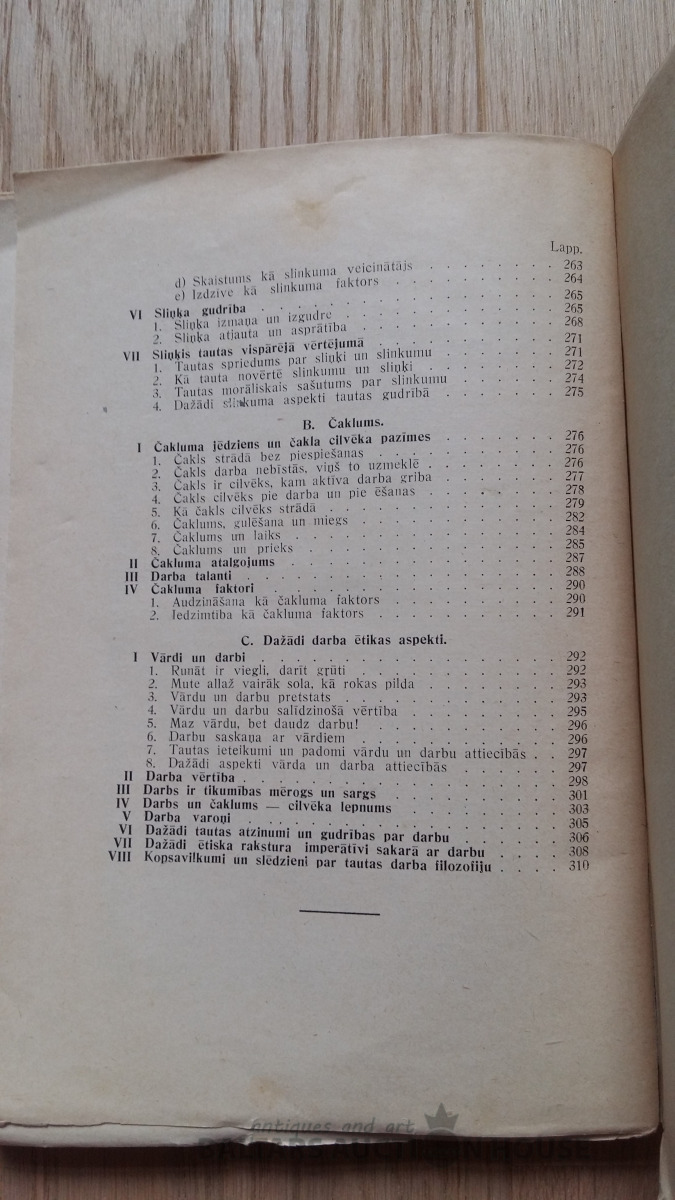 Lapp.
d) Skaistums kā slinkuma veicinātājs . . . . . . . . 263
e) Izdzīve kā slinkuma faktors . . . . . . . . . 264
VI Sliņķa gudrība . . . . . . . . . . . . . . . 265
1. Sliņķa izmaņa un izgudre . . . . . . . . . . . 265
2. Sliņķa atjauta un asprātība . . . . . . . . . . 268
VII Sliņķis tautas vispārējā vērtējumā . . . . . . . . . 271
1. Tautas spriedums par sliņķi un slinkumu . . . . . . 271
2. Kā tauta novērtē slinkumu un sliņķi . . . . . . . 272
3. Tautas morāliskais sašutums par slinkumu . . . . . 274
4. Dažādi slinkuma aspekti tautas gudrībā . . . . . . 275
B. Čaklums.
I Čakluma jēdziens un čakla cilvēka pazīmes . . . . . . 276
1. Čakls strādā bez piespiešanas . . . . . . . . . 276
2. Čakls darba nebīstās, viņš to uzmeklē . . . . . . . 276
3. Čakls ir cilvēks, kam aktīva darba griba . . . . . . 277
4. Čakls cilvēks pie darba un pie ēšanas . . . . . . . 278
5. Kā čakls cilvēks strādā . . . . . . . . . . . 279
6. Čaklums, gulēšana un miegs . . . . . . . . . . 282
7. Čaklums un laiks . . . . . . . . . . . . . 284
8. Čaklums un prieks . . . . . . . . . . . . . 285
II Čakluma atalgojums . . . . . . . . . . . . . 287
III Darba talanti . . . . . . . . . . . . . . . 288
IV Čakluma faktori . . . . . . . . . . . . . . 290
1. Audzināšana kā čakluma faktors . . . . . . . . . 290
2. Iedzimtība kā čakluma faktors . . . . . . . . . 291
C. Dažādi darba ētikas aspekti.
I Vārdi un darbi . . . . . . . . . . . . . . . 292
1. Runāt ir viegli, darīt grūti . . . . . . . . . . 292
2. Mute allaž vairāk sola, kā rokas pilda . . . . . . . 293
3. Vārdu un darbu pretstats . . . . . . . . . . . 293
4. Vārdu un darbu salīdzinošā vērtība . . . . . . . . 295
5. Maz vārdu, bet daudz darbu! . . . . . . . . . . 296
6. Darbu saskaņa ar vārdiem . . . . . . . . . . 296
7. Tautas ieteikumi un padomi vārdu un darbu attiecībās . . 297
8. Dažādi aspekti vārda un darba attiecībās . . . . . . 297
II Darba vērtība . . . . . . . . . . . . . . . 298
III Darbs ir tikumības mērogs un sargs . . . . . . . . . 301
IV Darbs un čaklums — cilvēka lepnums . . . . . . . . 303
V Darba varoņi . . . . . . . . . . . . . . . 305
VI Dažādi tautas atzinumi un gudrības par darbu . . . . . 306
VII Dažādi ētiska rakstura imperātīvi sakarā ar darbu . . . . 308
VIII Kopsavilkumi un slēdzieni par tautas darba filozofiju . . . . 310
antiques and art
BALTARS AUCTION HOUSE